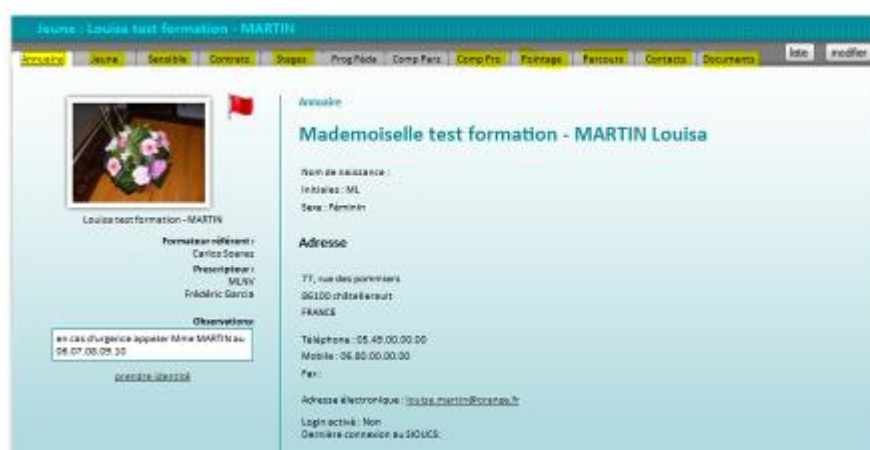 Jeune : Louisa test formation - MARTIN
Annuaire Jeune Sensible Contrats Stages Prog Péda Comp Pers Comp Pro Pointage Parcours Contacts Documents liste modifier
Louisa test formation - MARTIN
Formateur référent :
Carlos Soares
Prescripteur :
MLNV
Frédéric Garcia
Observations:
en cas d'urgence appeler Mme MARTIN au
06.07.08.09.10
prendre identité
Annuaire
Mademoiselle test formation - MARTIN Louisa
Nom de naissance :
Initiales : ML
Sexe : Féminin
Adresse
77, rue des pommiers
86100 châtellerault
FRANCE
Téléphone : 05.49.00.00.00
Mobile : 06.80.00.00.00
Fax :
Adresse électronique : louisa.martin@orange.fr
Login activé : Non
Dernière connexion au SIOUCS: